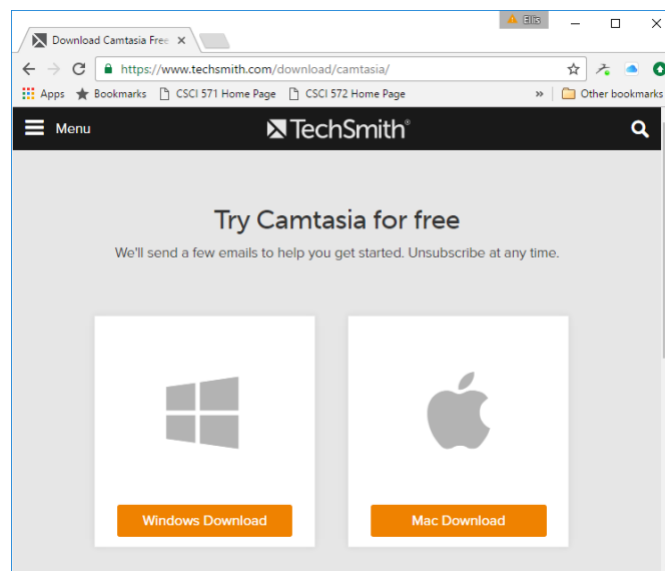 Ellis
Download Camtasia Free
https://www.techsmith.com/download/camtasia/
Apps Bookmarks CSCI 571 Home Page CSCI 572 Home Page » Other bookmarks
Menu TechSmith®
Try Camtasia for free
We'll send a few emails to help you get started. Unsubscribe at any time.
Windows Download Mac Download